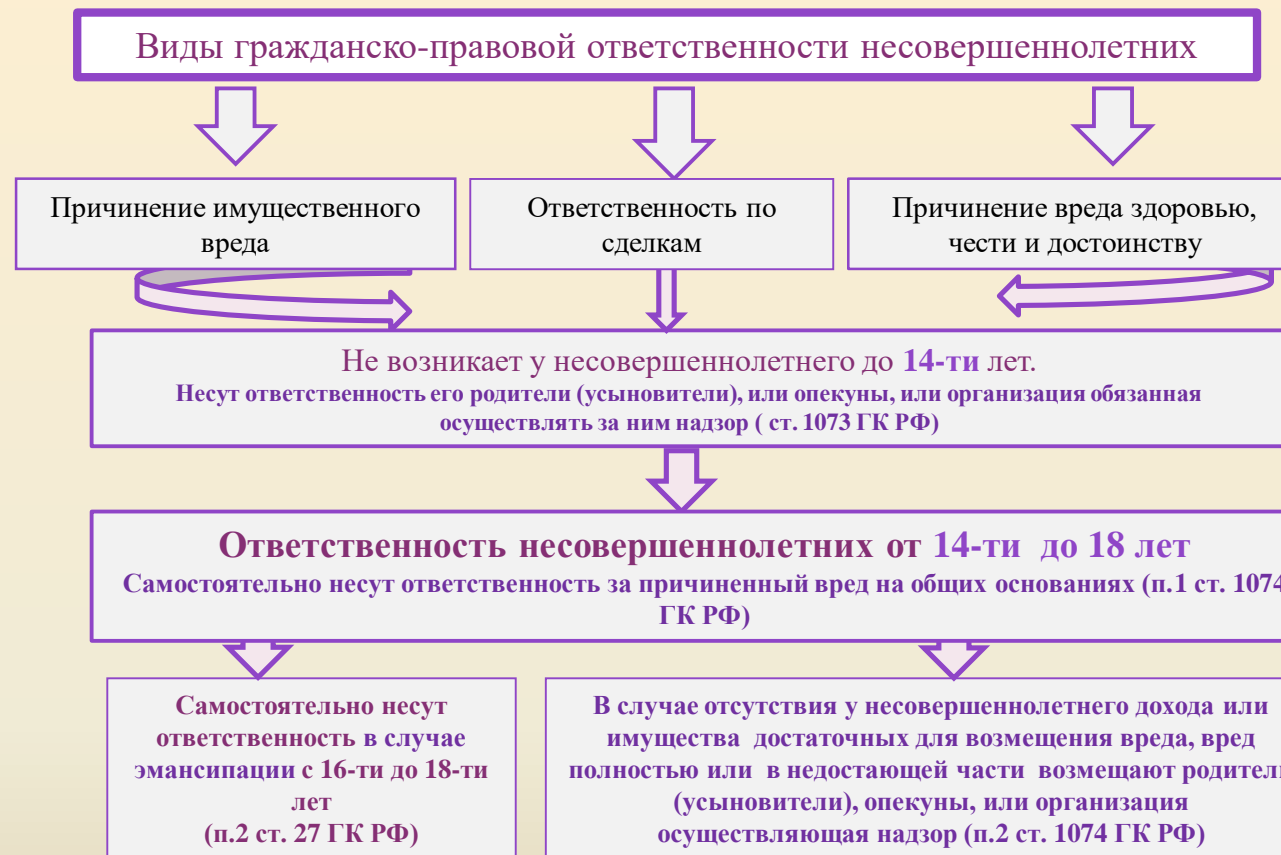 Виды гражданско-правовой ответственности несовершеннолетних
Причинение имущественного
вреда
Ответственность по
сделкам
Причинение вреда здоровью,
чести и достоинству
Не возникает у несовершеннолетнего до 14-ти лет.
Несут ответственность его родители (усыновители), или опекуны, или организация обязанная
осуществлять за ним надзор ( ст. 1073 ГК РФ)
Ответственность несовершеннолетних от 14-ти до 18 лет
Самостоятельно несут ответственность за причиненный вред на общих основаниях (п.1 ст. 1074
ГК РФ)
Самостоятельно несут
ответственность в случае
эмансипации с 16-ти до 18-ти
лет
(п.2 ст. 27 ГК РФ)
В случае отсутствия у несовершеннолетнего дохода или
имущества достаточных для возмещения вреда, вред
полностью или в недостающей части возмещают родители
(усыновители), опекуны, или организация
осуществляющая надзор (п.2 ст. 1074 ГК РФ)